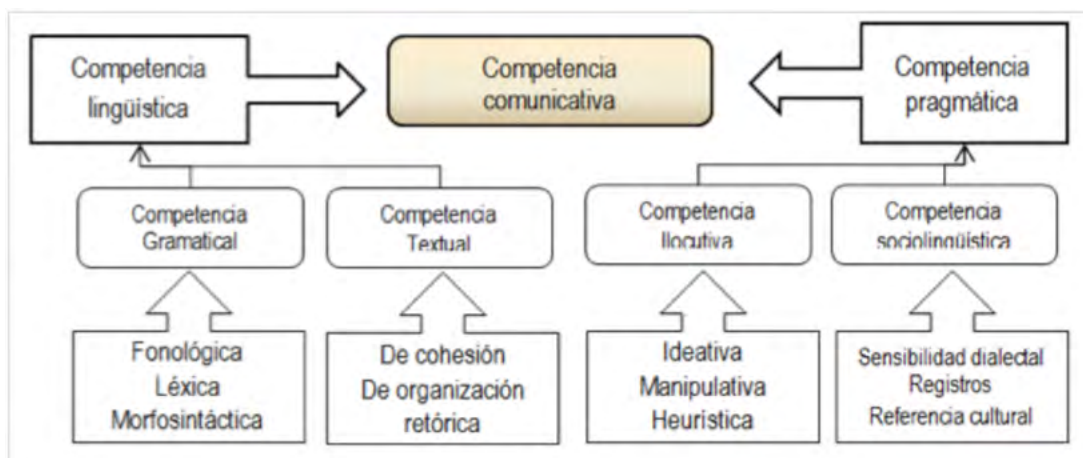 Competencia
lingüística
Competencia
comunicativa
Competencia
pragmática
Competencia
Gramatical
Competencia
Textual
Competencia
Ilocutiva
Competencia
sociolingüística
Fonológica
Léxica
Morfosintáctica
De cohesión
De organización
retórica
Ideativa
Manipulativa
Heurística
Sensibilidad dialectal
Registros
Referencia cultural